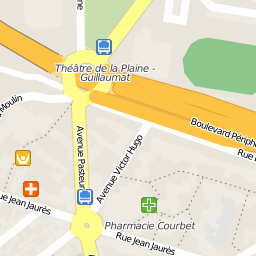 Théâtre de la Plaine -
Guillaumat
Moulin
Boulevard Périphé
Rue
Avenue Pasteur
Avenue Victor Hugo
Rue Jean Jaurès
Pharmacie Courbet
Rue Jean Jaurès